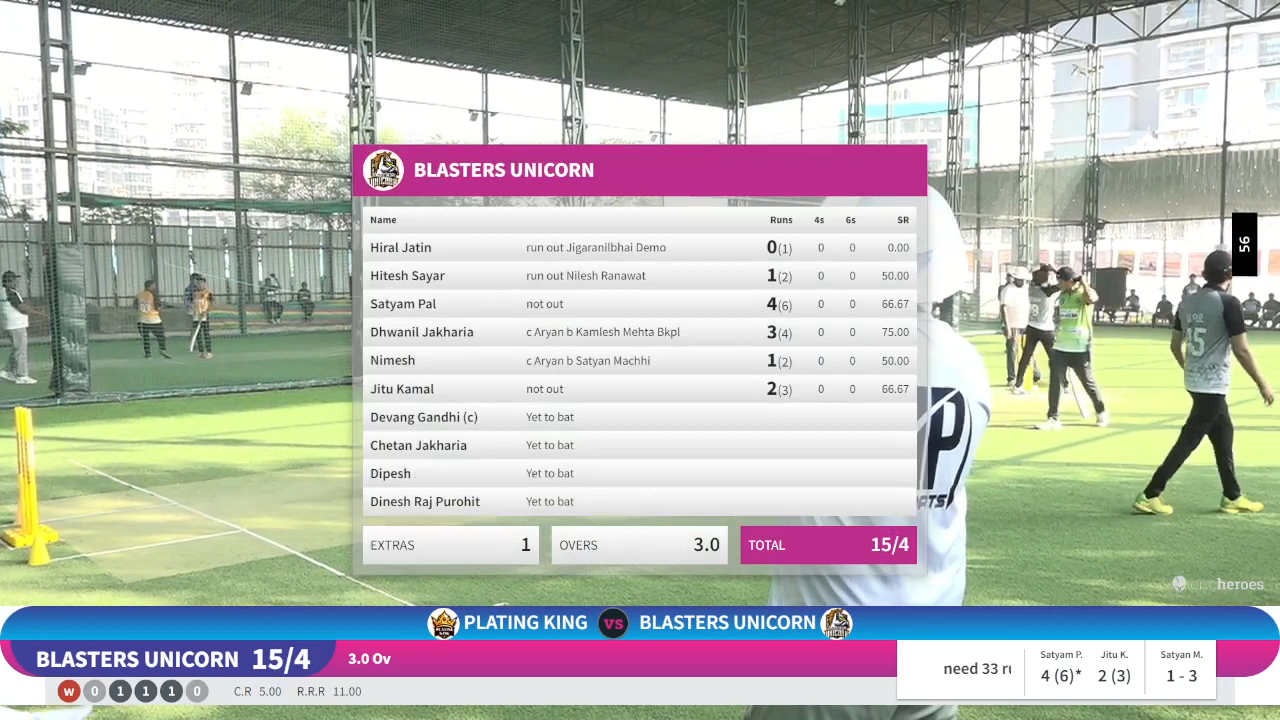 BLASTERS UNICORN
Name Runs 4s 6s SR
Hiral Jatin run out Jigaranilbhai Demo 0(1) 0 0 0.00
Hitesh Sayar run out Nilesh Ranawat 1(2) 0 0 50.00
Satyam Pal not out 4(6) 0 0 66.67
Dhwanil Jakharia c Aryan b Kamlesh Mehta Bkpl 3(4) 0 0 75.00
Nimesh c Aryan b Satyan Machhi 1(2) 0 0 50.00
Jitu Kamal not out 2(3) 0 0 66.67
Devang Gandhi (c) Yet to bat
Chetan Jakharia Yet to bat
Dipesh Yet to bat
Dinesh Raj Purohit Yet to bat
EXTRAS 1 OVERS 3.0 TOTAL 15/4
56
15
P
heroes
PLATING KING VS BLASTERS UNICORN
BLASTERS UNICORN 15/4 3.0 Ov
need 33 ru
Satyam P. Jitu K. Satyan M.
4 (6)* 2 (3) 1 - 3
W 0 1 1 1 0 C.R 5.00 R.R.R 11.00